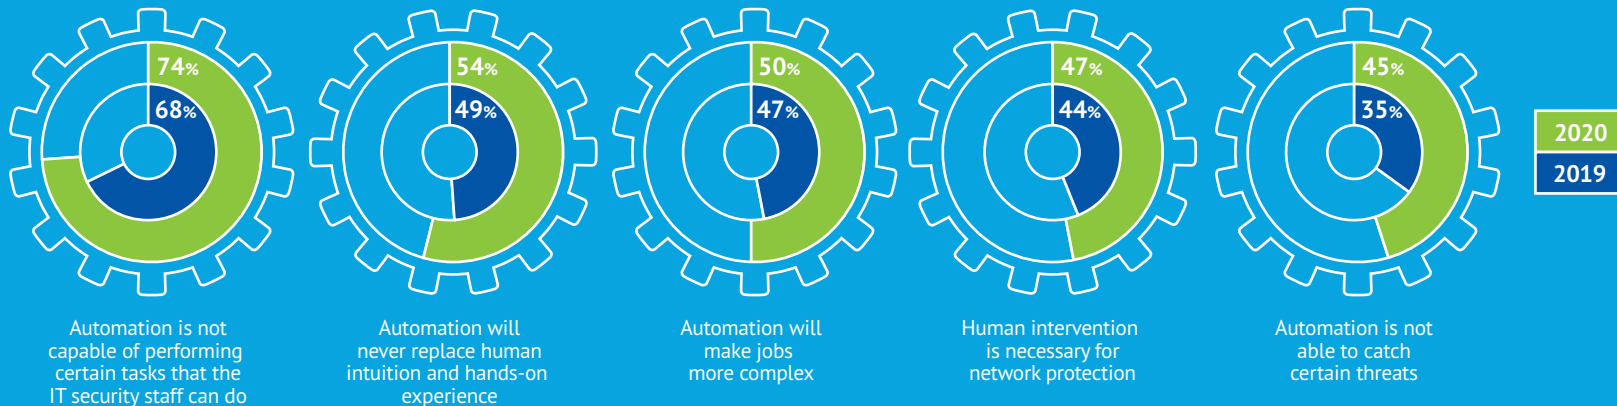 74%
68%
Automation is not
capable of performing
certain tasks that the
IT security staff can do
54%
49%
Automation will
never replace human
intuition and hands-on
experience
50%
47%
Automation will
make jobs
more complex
47%
44%
Human intervention
is necessary for
network protection
45%
35%
Automation is not
able to catch
certain threats
2020
2019